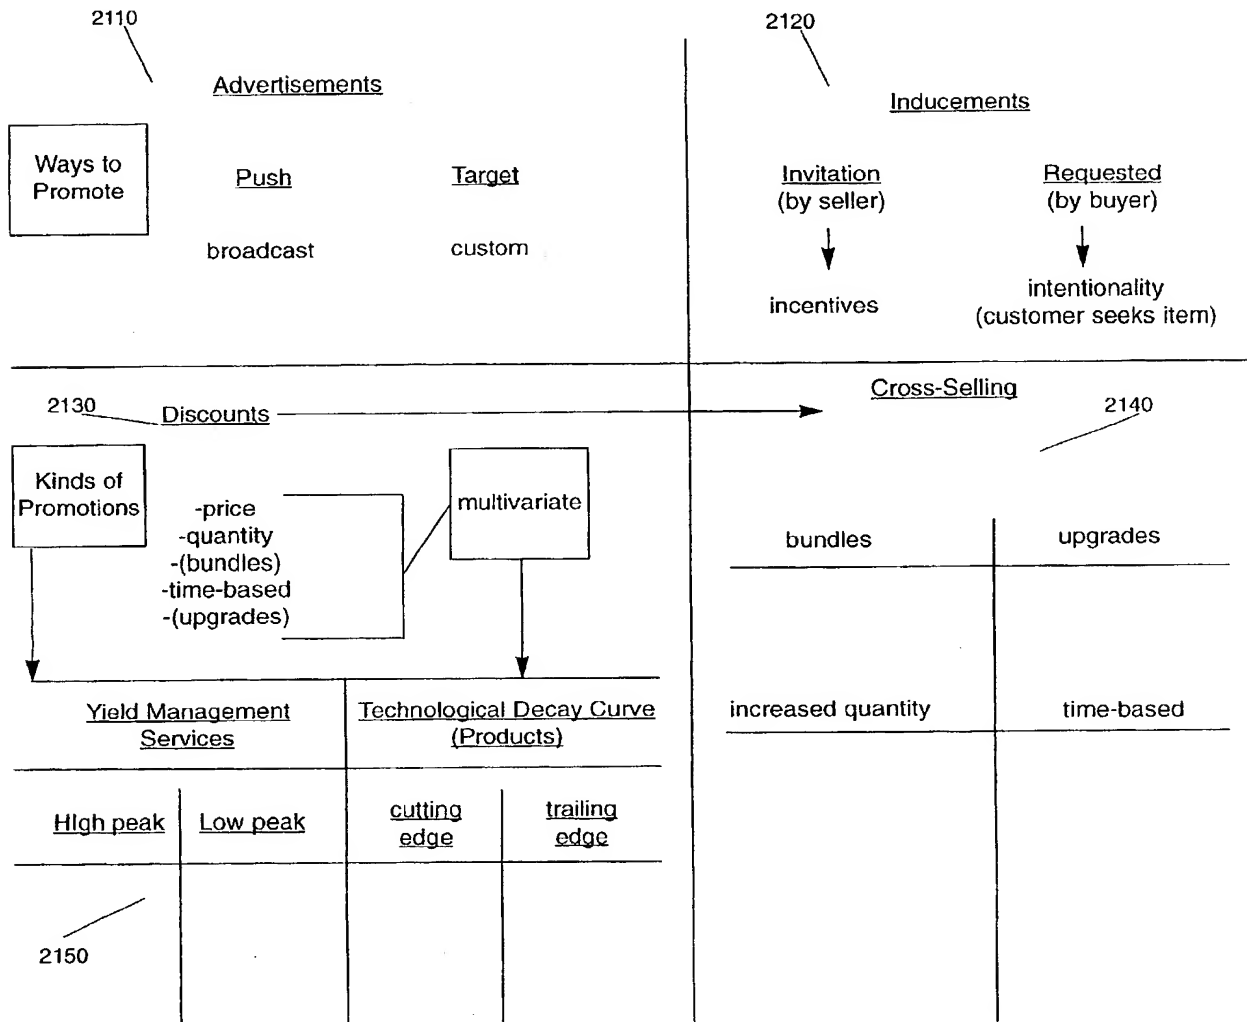 2110
2120
Advertisements
Inducements
Ways to
Promote
Push
Target
broadcast
custom
Invitation
(by seller)
Requested
(by buyer)
incentives
intentionality
(customer seeks item)
2130
Discounts
Cross-Selling
2140
Kinds of
Promotions
-price
-quantity
-(bundles)
-time-based
-(upgrades)
multivariate
bundles
upgrades
increased quantity
time-based
Yield Management
Services
Technological Decay Curve
(Products)
HIgh peak
Low peak
cutting
edge
trailing
edge
2150